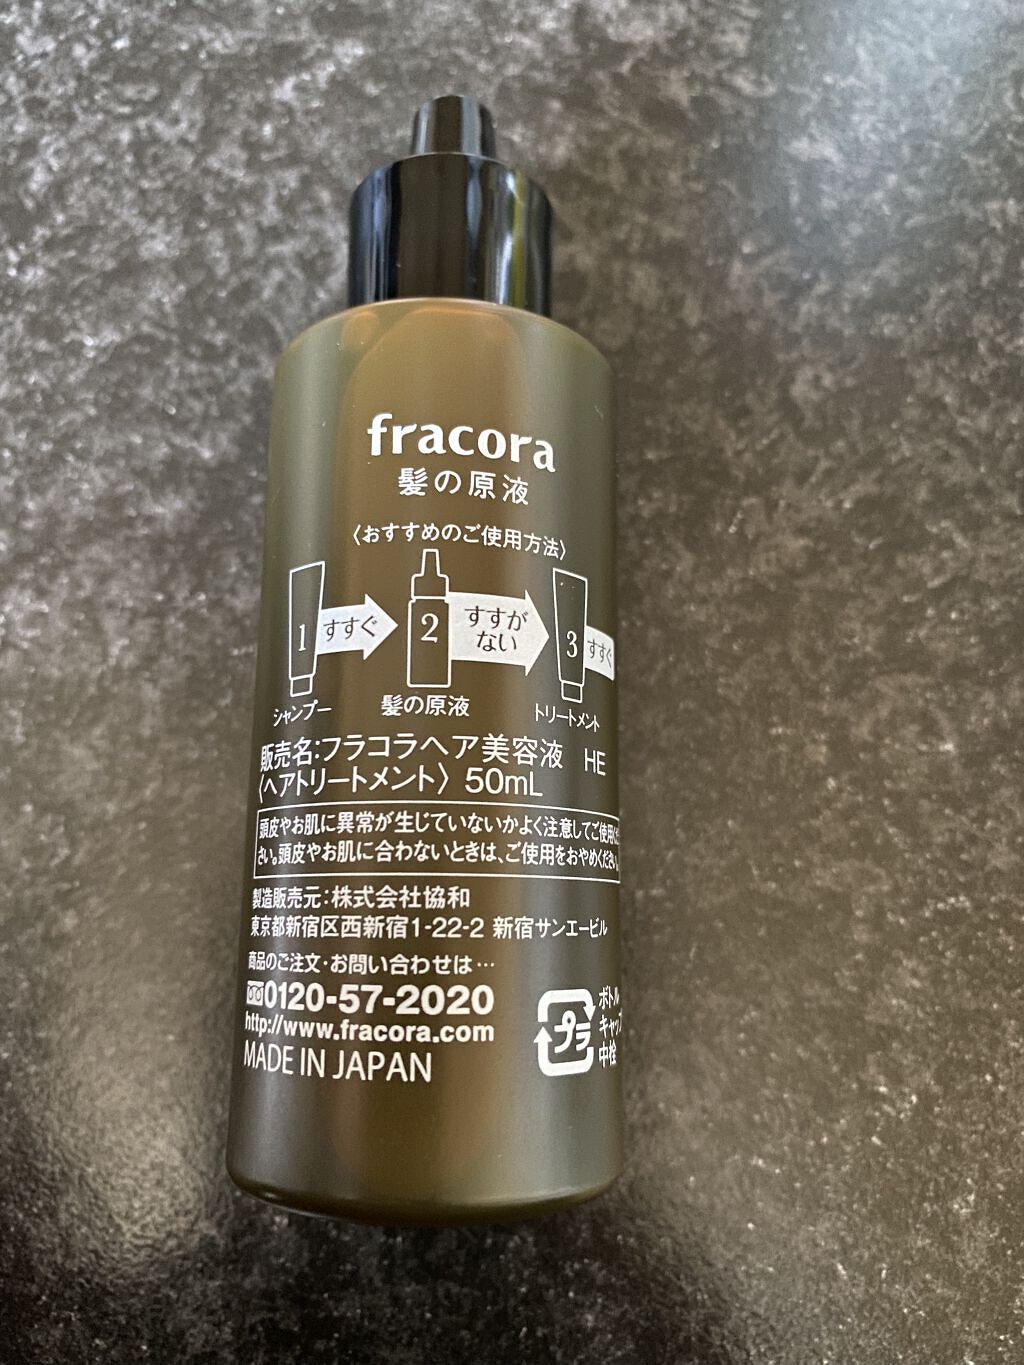 fracora
髪の原液
〈おすすめのご使用方法〉
1 すすぐ 2 すすがない 3 すすぐ
シャンプー 髪の原液 トリートメント
販売名:フラコラヘア美容液 HE
〈ヘアトリートメント〉 50mL
頭皮やお肌に異常が生じていないかよく注意してご使用くだ
さい。頭皮やお肌に合わないときは、ご使用をおやめください。
製造販売元:株式会社協和
東京都新宿区西新宿1-22-2 新宿サンエービル
商品のご注文・お問い合わせは…
0120-57-2020
http://www.fracora.com
MADE IN JAPAN
プラ
ボトル
キャップ
中栓